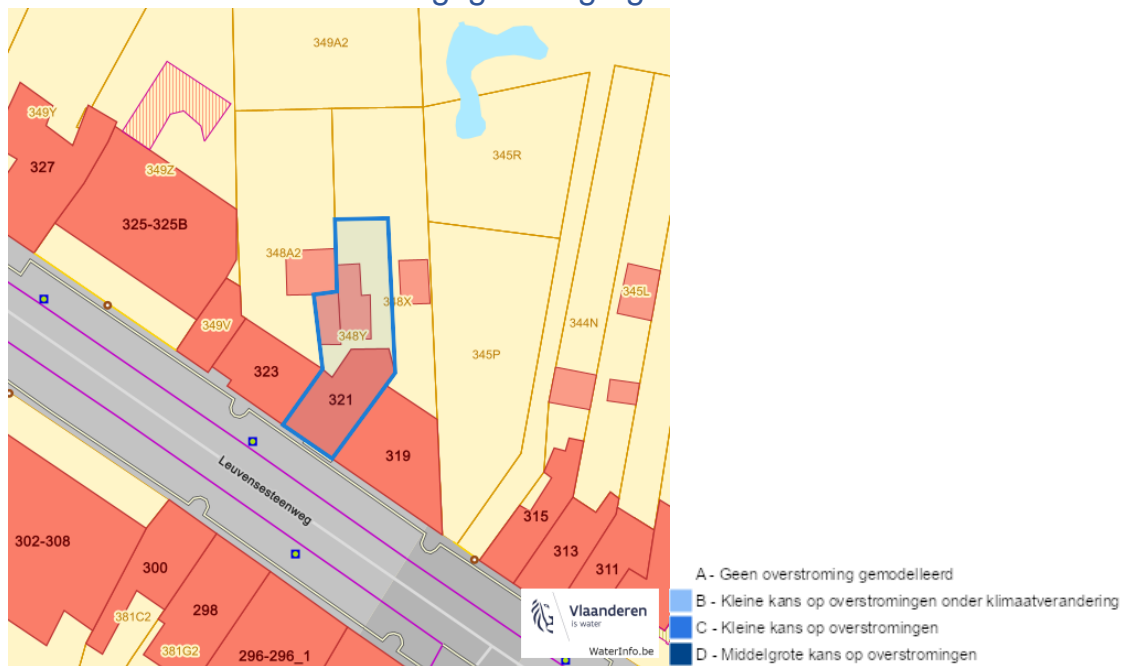 349A2
349Y
327
349Z
345R
325-325B
348A2
348X
345L
344N
349V
348Y
345P
323
321
319
Leuvensesteenweg
315
302-308
313
300
311
A - Geen overstroming gemodelleerd
381C2
298
Vlaanderen
is water
B - Kleine kans op overstromingen onder klimaatverandering
C - Kleine kans op overstromingen
381G2
296-296_1
WaterInfo.be
D - Middelgrote kans op overstromingen